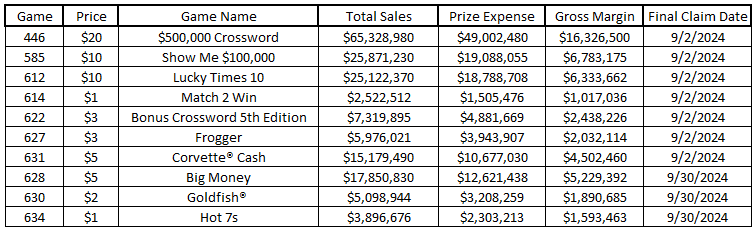 Game Price Game Name Total Sales Prize Expense Gross Margin Final Claim Date
446 $20 $500,000 Crossword $65,328,980 $49,002,480 $16,326,500 9/2/2024
585 $10 Show Me $100,000 $25,871,230 $19,088,055 $6,783,175 9/2/2024
612 $10 Lucky Times 10 $25,122,370 $18,788,708 $6,333,662 9/2/2024
614 $1 Match 2 Win $2,522,512 $1,505,476 $1,017,036 9/2/2024
622 $3 Bonus Crossword 5th Edition $7,319,895 $4,881,669 $2,438,226 9/2/2024
627 $3 Frogger $5,976,021 $3,943,907 $2,032,114 9/2/2024
631 $5 Corvette® Cash $15,179,490 $10,677,030 $4,502,460 9/2/2024
628 $5 Big Money $17,850,830 $12,621,438 $5,229,392 9/30/2024
630 $2 Goldfish® $5,098,944 $3,208,259 $1,890,685 9/30/2024
634 $1 Hot 7s $3,896,676 $2,303,213 $1,593,463 9/30/2024